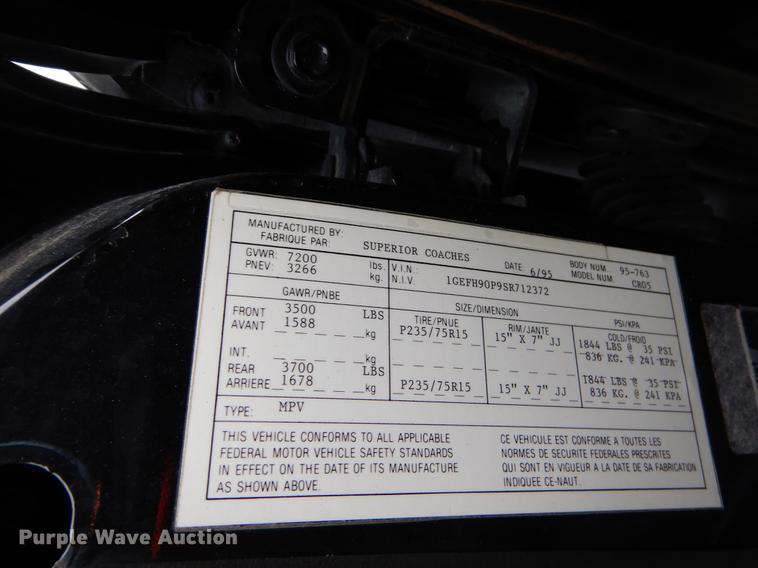 MANUFACTURED BY:
FABRIQUE PAR: SUPERIOR COACHES
DATE 6/95 BODY NUM. 95-763
MODEL NUM. CR05
GVWR: 7200 lbs.
PNEV: 3266 kg.
V.I.N.:
N.I.V. 1GEFH90P9SR712372
GAWR/PNBE
SIZE/DIMENSION
PSI/KPA
TIRE/PNUE RIM/JANTE COLD/FROID
FRONT 3500 LBS
AVANT 1588 kg
P235/75R15 15" X 7" JJ
1844 LBS @ 35 PSI
836 KG. @ 241 KPA
INT. kg
REAR 3700 LBS
ARRIERE 1678 kg
P235/75R15 15" X 7" JJ
1844 LBS @ 35 PSI
836 KG. @ 241 KPA
TYPE: MPV
THIS VEHICLE CONFORMS TO ALL APPLICABLE
FEDERAL MOTOR VEHICLE SAFETY STANDARDS
IN EFFECT ON THE DATE OF ITS MANUFACTURE
AS SHOWN ABOVE.
CE VEHICULE EST CONFORME A TOUTES LES
NORMES DE SECURITE FEDERALES PRESCRITES
QUI SONT EN VIGUEUR A LA DATE DE SA FABRICATION
INDIQUEE CE-NAUT.
Purple Wave Auction